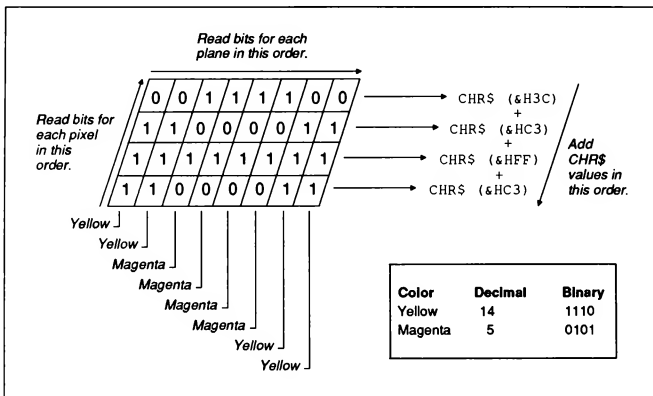 Read bits for each
plane in this order.
Read bits for
each pixel
in this
order.
0 0 1 1 1 1 0 0
1 1 0 0 0 0 1 1
1 1 1 1 1 1 1 1
1 1 0 0 0 0 1 1
CHR$ (&H3C)
+
CHR$ (&HC3)
+
CHR$ (&HFF)
+
CHR$ (&HC3)
Add
CHR$
values in
this order.
Yellow
Yellow
Magenta
Magenta
Magenta
Magenta
Yellow
Yellow
Color Decimal Binary
Yellow 14 1110
Magenta 5 0101